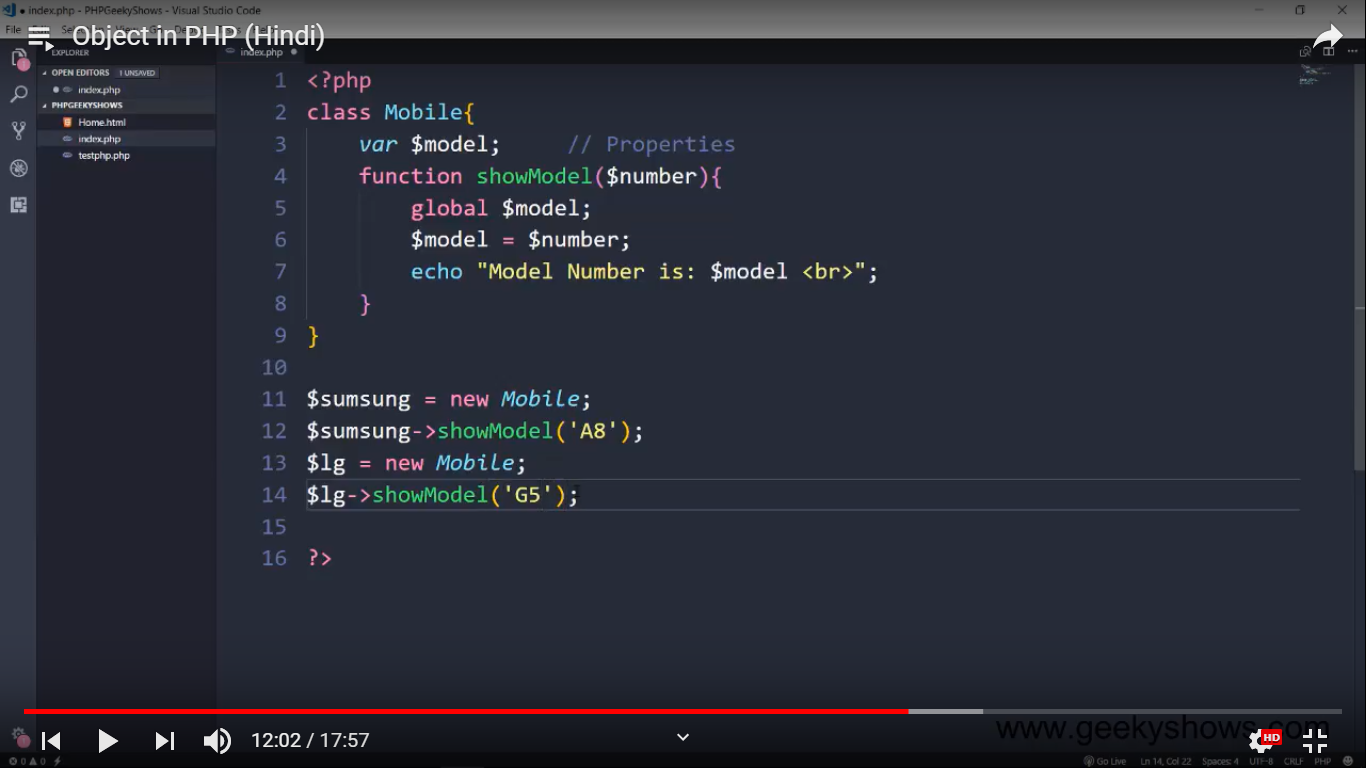 index.php - PHPGeekyShows - Visual Studio Code
File
Object in PHP (Hindi)
EXPLORER
index.php
OPEN EDITORS 1 UNSAVED
index.php
PHPGEEKYSHOWS
Home.html
index.php
testphp.php
1 <?php
2 class Mobile{
3 var $model; // Properties
4 function showModel($number){
5 global $model;
6 $model = $number;
7 echo "Model Number is: $model <br>";
8 }
9 }
10
11 $sumsung = new Mobile;
12 $sumsung->showModel('A8');
13 $lg = new Mobile;
14 $lg->showModel('G5');
15
16 ?>
www.geekyshows.com
12:02 / 17:57
HD
0 0 Go Live Ln 14, Col 22 Spaces: 4 UTF-8 CRLF PHP